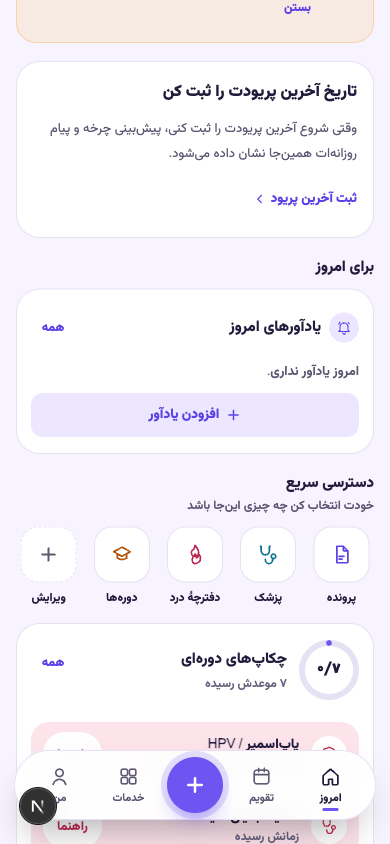 بستن
تاریخ آخرین پریودت را ثبت کن
وقتی شروع آخرین پریودت را ثبت کنی، پیش‌بینی چرخه و پیام
روزانه‌ات همین‌جا نشان داده می‌شود.
ثبت آخرین پریود
برای امروز
یادآورهای امروز
همه
امروز یادآور نداری.
افزودن یادآور
دسترسی سریع
خودت انتخاب کن چه چیزی این‌جا باشد
پرونده
پزشک
دفترچهٔ درد
دوره‌ها
ویرایش
۰/۷
چکاپ‌های دوره‌ای
همه
۷ موعدش رسیده
پاپ‌اسمیر / HPV
امروز
تقویم
خدمات
من
N
زمانش رسیده
راهنما